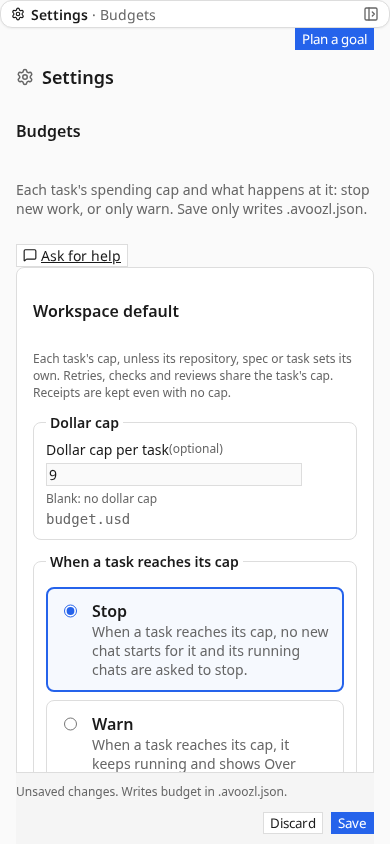 Settings · Budgets
Plan a goal
Settings
Budgets
Each task's spending cap and what happens at it: stop
new work, or only warn. Save only writes .avoozl.json.
Ask for help
Workspace default
Each task's cap, unless its repository, spec or task sets its
own. Retries, checks and reviews share the task's cap.
Receipts are kept even with no cap.
Dollar cap
Dollar cap per task(optional)
9
Blank: no dollar cap
budget.usd
When a task reaches its cap
Stop
When a task reaches its cap, no new
chat starts for it and its running
chats are asked to stop.
Warn
When a task reaches its cap, it
keeps running and shows Over
Unsaved changes. Writes budget in .avoozl.json.
Discard Save